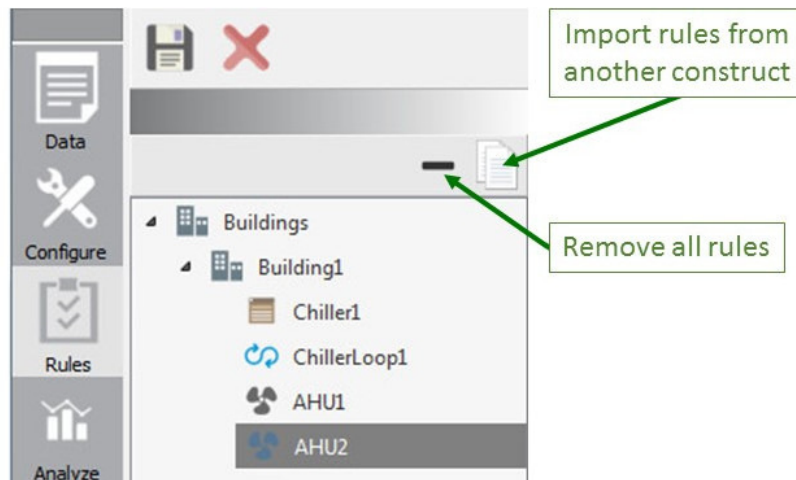 Import rules from
another construct
Data
Buildings
Configure
Building1
Remove all rules
Chiller1
Rules
ChillerLoop1
AHU1
AHU2
Analyze